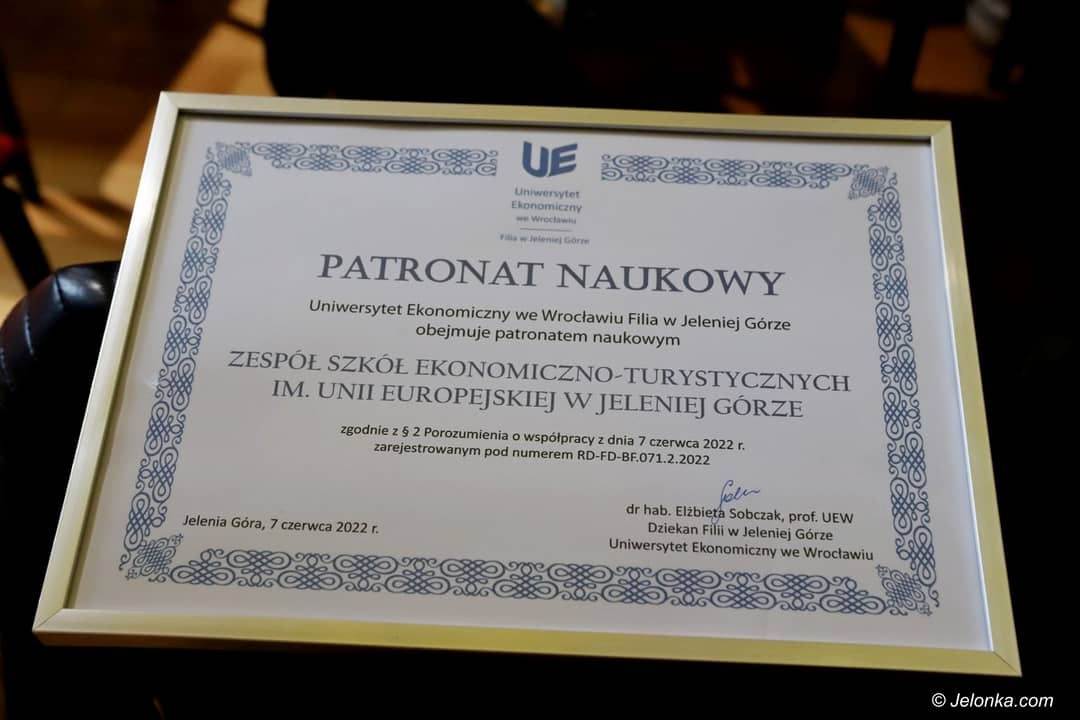 UE
Uniwersytet
Ekonomiczny
we Wrocławiu
Filia w Jeleniej Górze
PATRONAT NAUKOWY
Uniwersytet Ekonomiczny we Wrocławiu Filia w Jeleniej Górze
obejmuje patronatem naukowym
ZESPÓŁ SZKÓŁ EKONOMICZNO-TURYSTYCZNYCH
IM. UNII EUROPEJSKIEJ W JELENIEJ GÓRZE
zgodnie z § 2 Porozumienia o współpracy z dnia 7 czerwca 2022 r.
zarejestrowanym pod numerem RD-FD-BF.071.2.2022
Jelenia Góra, 7 czerwca 2022 r.
dr hab. Elżbieta Sobczak, prof. UEW
Dziekan Filii w Jeleniej Górze
Uniwersytet Ekonomiczny we Wrocławiu
© Jelonka.com